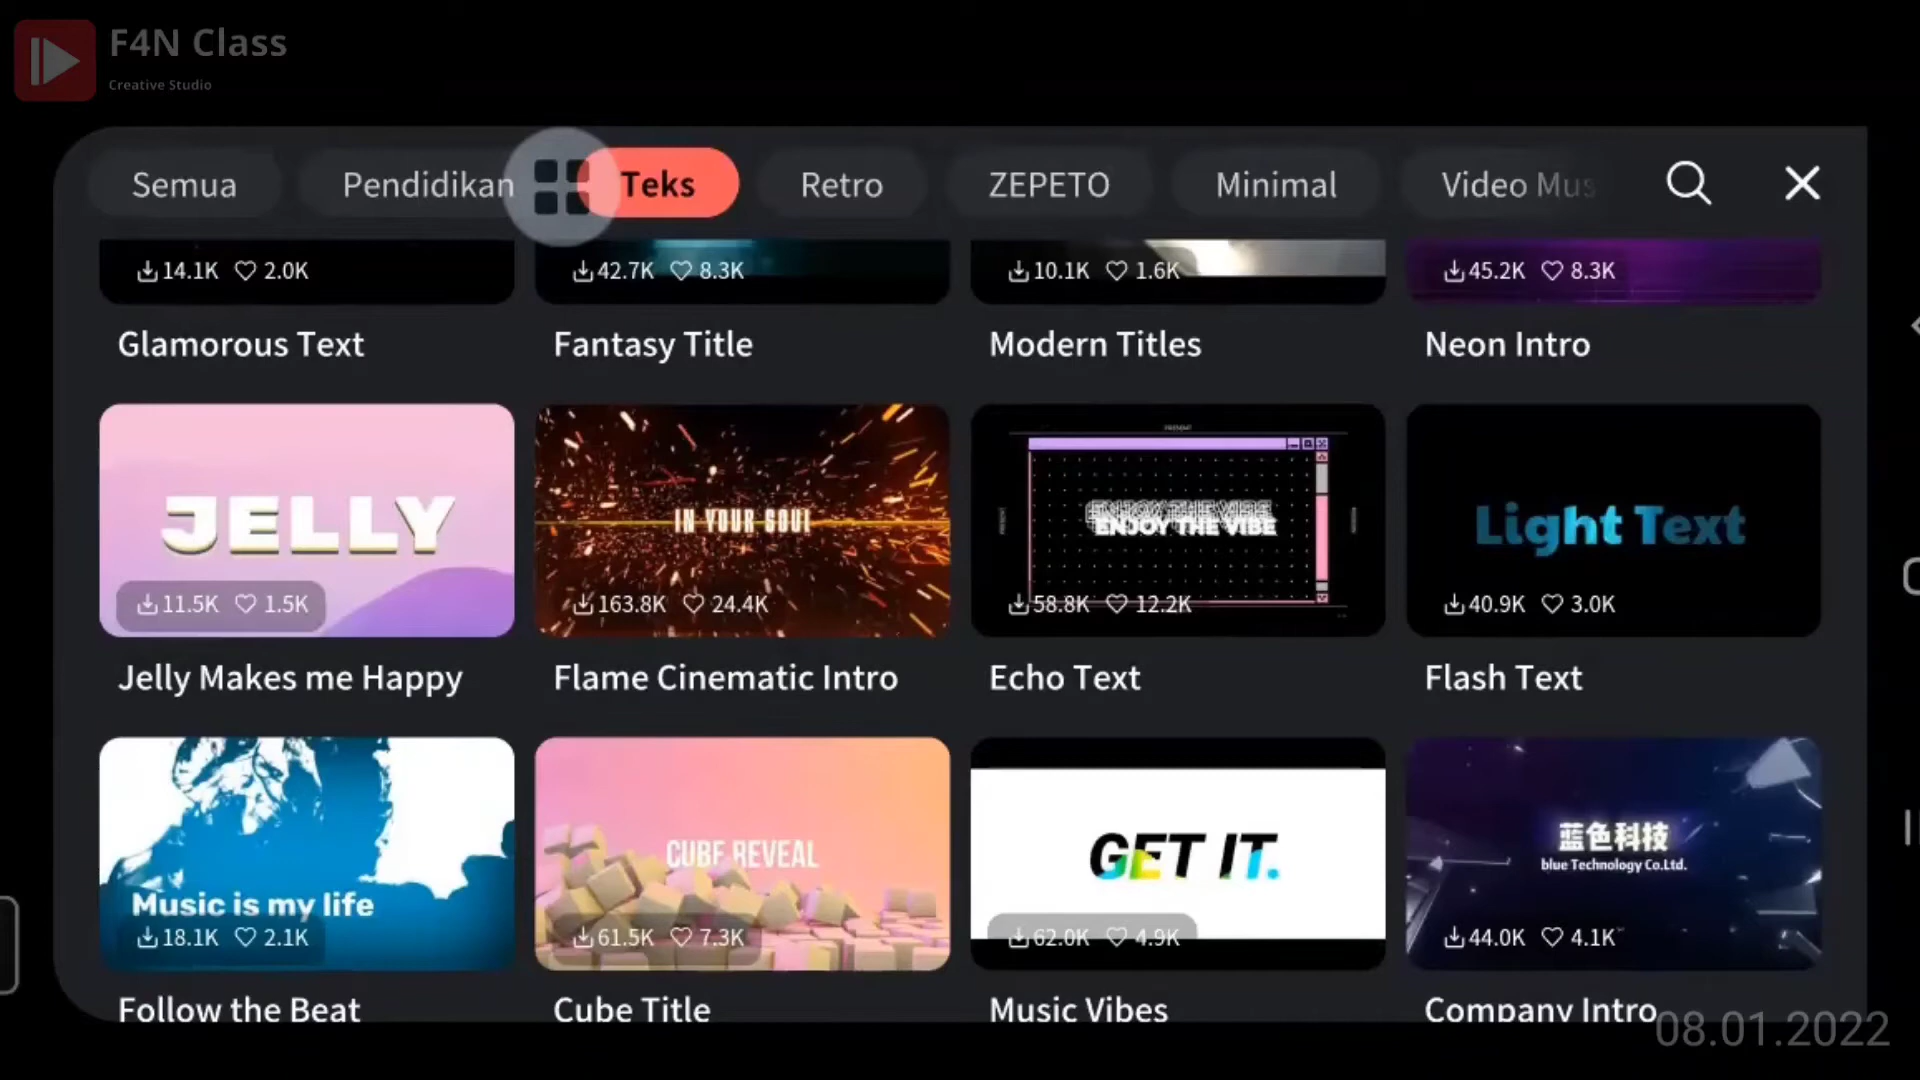 F4N Class
Creative Studio
Semua
Pendidikan
Teks
Retro
ZEPETO
Minimal
Video Mus
14.1K 2.0K
42.7K 8.3K
10.1K 1.6K
45.2K 8.3K
Glamorous Text
Fantasy Title
Modern Titles
Neon Intro
JELLY
11.5K 1.5K
IN YOUR SOUL
163.8K 24.4K
PRESENT
ENJOY THE VIBE
ENJOY THE VIBE
58.8K 12.2K
Light Text
40.9K 3.0K
Jelly Makes me Happy
Flame Cinematic Intro
Echo Text
Flash Text
Music is my life
18.1K 2.1K
CUBE REVEAL
61.5K 7.3K
GET IT.
62.0K 4.9K
蓝色科技
blue Technology Co.Ltd.
44.0K 4.1K
Follow the Beat
Cube Title
Music Vibes
Company Intro
08.01.2022